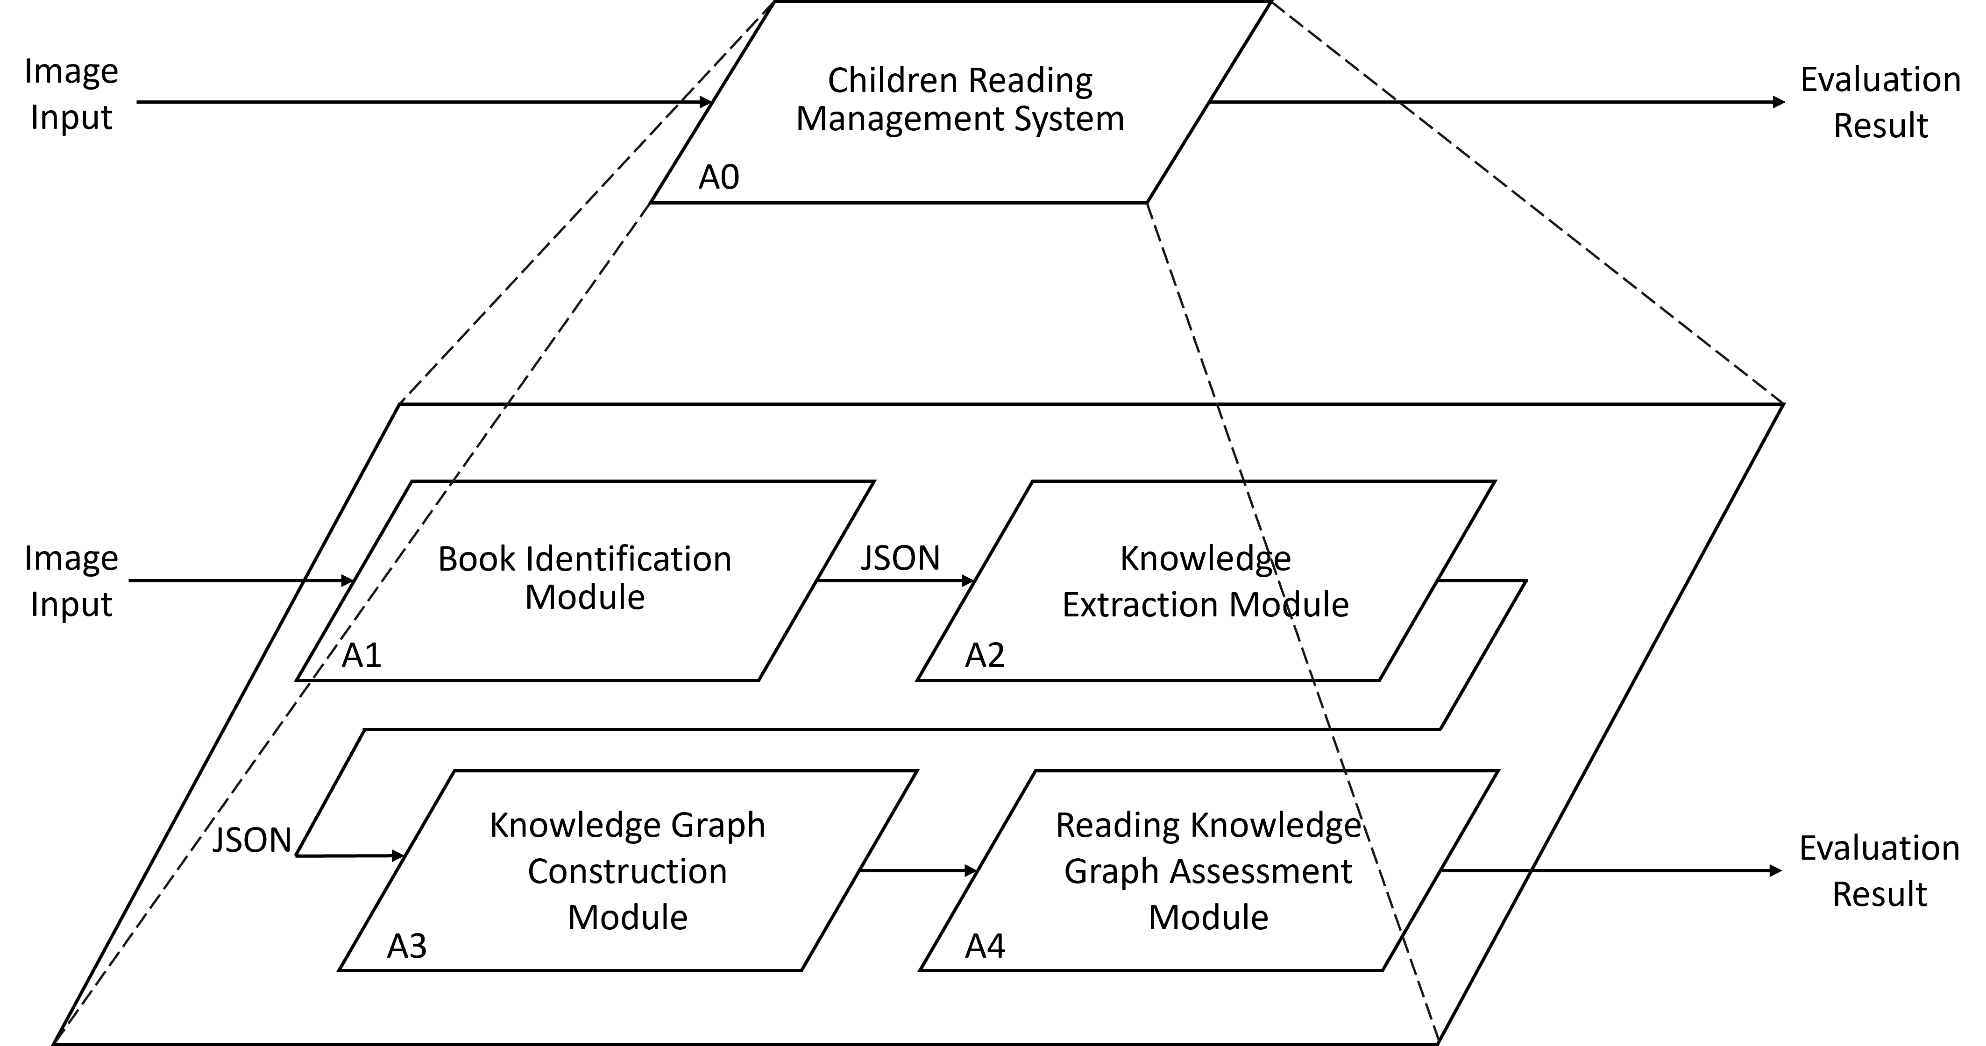 Image
Input
Children Reading
Management System
A0
Evaluation
Result
Image
Input
Book Identification
Module
A1
JSON
Knowledge
Extraction Module
A2
JSON
Knowledge Graph
Construction
Module
A3
Reading Knowledge
Graph Assessment
Module
A4
Evaluation
Result